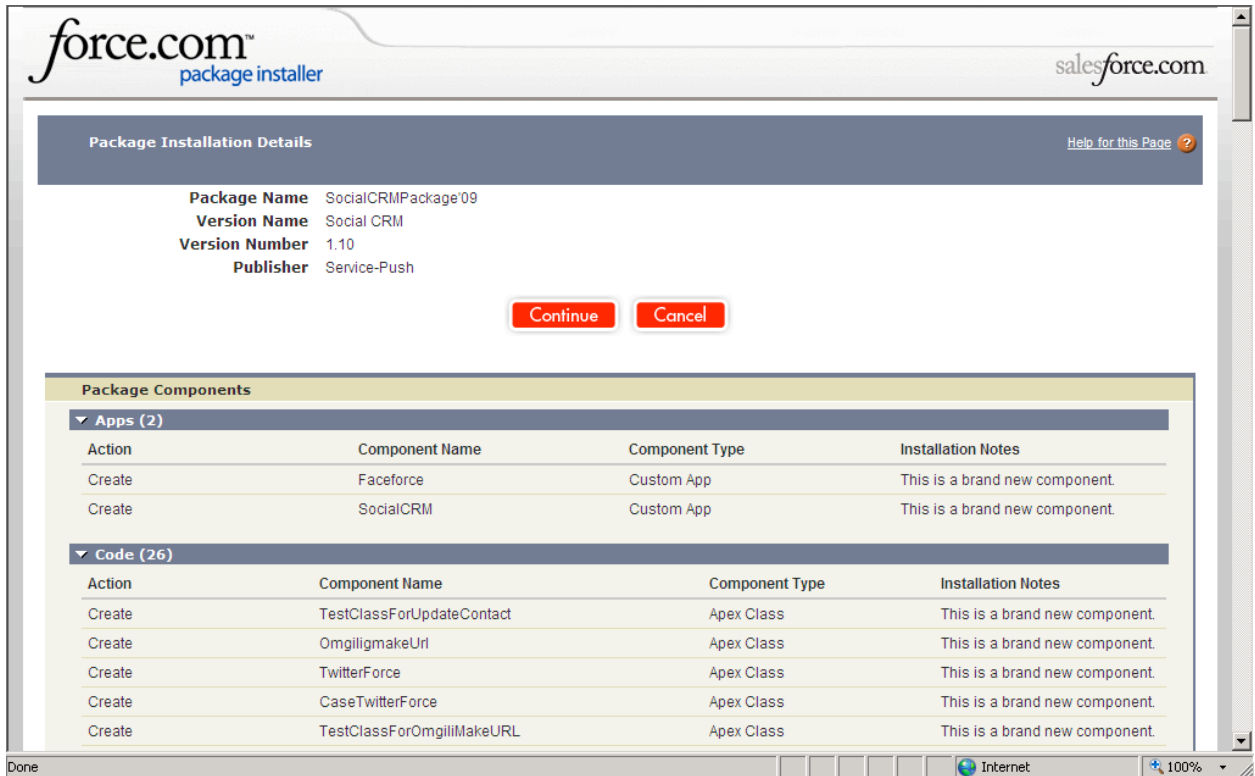 force.com™
package installer
salesforce.com
Package Installation Details
Help for this Page ?
Package Name SocialCRMPackage'09
Version Name Social CRM
Version Number 1.10
Publisher Service-Push
Continue Cancel
Package Components
Apps (2)
Action Component Name Component Type Installation Notes
Create Faceforce Custom App This is a brand new component.
Create SocialCRM Custom App This is a brand new component.
Code (26)
Action Component Name Component Type Installation Notes
Create TestClassForUpdateContact Apex Class This is a brand new component.
Create OmgiligmakeUrl Apex Class This is a brand new component.
Create TwitterForce Apex Class This is a brand new component.
Create CaseTwitterForce Apex Class This is a brand new component.
Create TestClassForOmgiliMakeURL Apex Class This is a brand new component.
Done Internet 100%